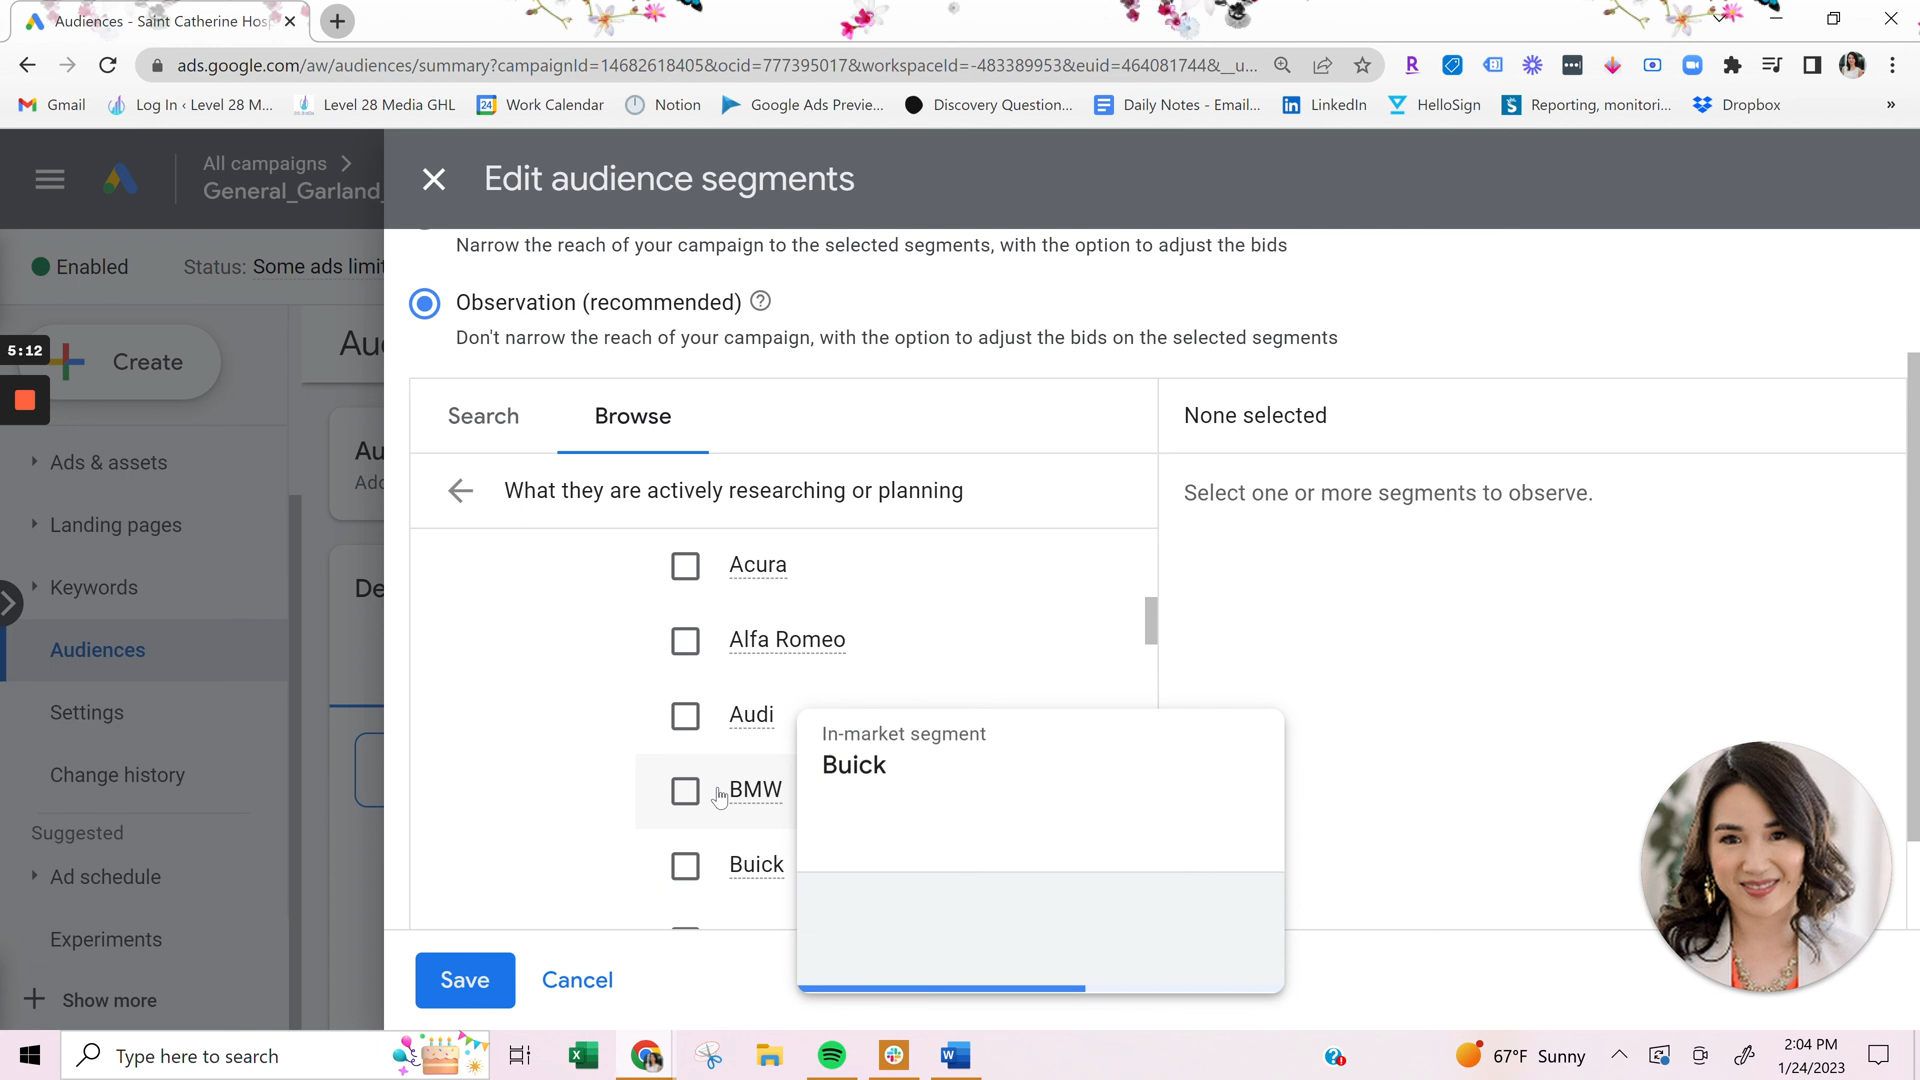 Audiences - Saint Catherine Hos
ads.google.com/aw/audiences/summary?campaignId=14682618405&ocid=777395017&workspaceId=-483389953&euid=464081744&__u...
Gmail
Log In ‹ Level 28 M...
Level 28 Media GHL
24
Work Calendar
Notion
Google Ads Previe...
Discovery Question...
Daily Notes - Email...
LinkedIn
HelloSign
Reporting, monitori...
Dropbox
»
All campaigns
General_Garland_
Edit audience segments
Enabled
Status: Some ads limit
5:12
Create
Ads & assets
Landing pages
Keywords
Audiences
Settings
Change history
Suggested
Ad schedule
Experiments
Show more
Au
Au
Add
De
Narrow the reach of your campaign to the selected segments, with the option to adjust the bids
Observation (recommended)
Don't narrow the reach of your campaign, with the option to adjust the bids on the selected segments
Search
Browse
None selected
What they are actively researching or planning
Select one or more segments to observe.
Acura
Alfa Romeo
Audi
BMW
Buick
In-market segment
Buick
Save
Cancel
Type here to search
67°F Sunny
2:04 PM
1/24/2023